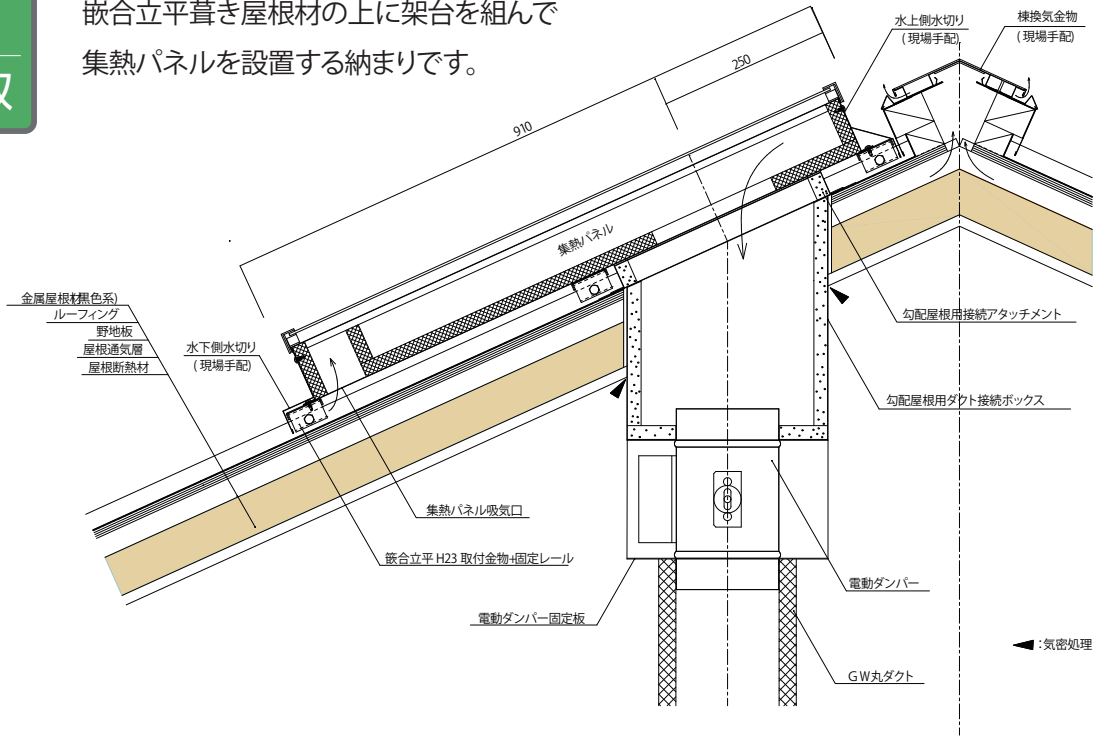 嵌合立平葺き屋根材の上に架台を組んで
集熱パネルを設置する納まりです。
水上側水切り
(現場手配)
棟換気金物
(現場手配)
250
910
集熱パネル
金属屋根材(黒色系)
ルーフィング
野地板
屋根通気層
屋根断熱材
水下側水切り
(現場手配)
勾配屋根用接続アタッチメント
勾配屋根用ダクト接続ボックス
集熱パネル吸気口
嵌合立平 H23 取付金物+固定レール
電動ダンパー
電動ダンパー固定板
:気密処理
GW丸ダクト